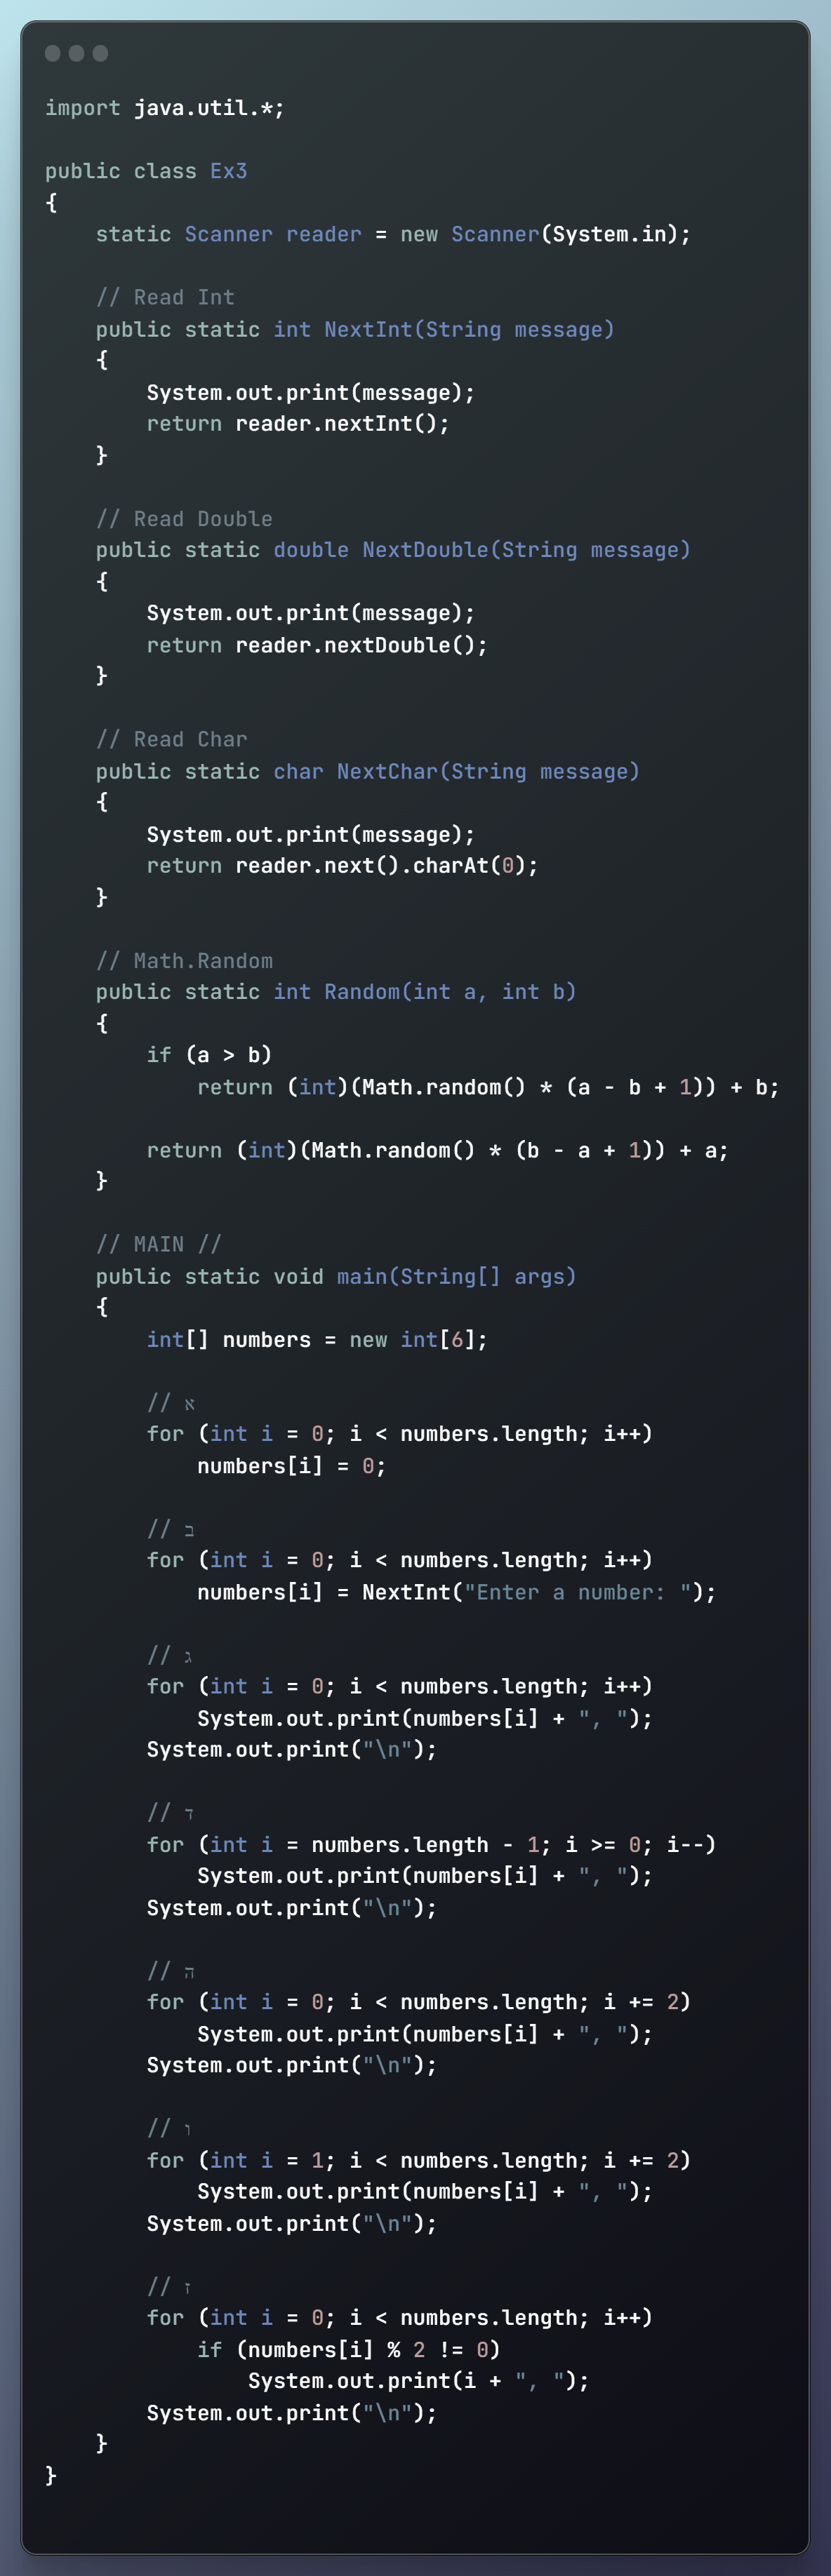 import java.util.*;
public class Ex3
{
static Scanner reader = new Scanner(System.in);
// Read Int
public static int NextInt(String message)
{
System.out.print(message);
return reader.nextInt();
}
// Read Double
public static double NextDouble(String message)
{
System.out.print(message);
return reader.nextDouble();
}
// Read Char
public static char NextChar(String message)
{
System.out.print(message);
return reader.next().charAt(0);
}
// Math.Random
public static int Random(int a, int b)
{
if (a > b)
return (int)(Math.random() * (a - b + 1)) + b;
return (int)(Math.random() * (b - a + 1)) + a;
}
// MAIN //
public static void main(String[] args)
{
int[] numbers = new int[6];
// א
for (int i = 0; i < numbers.length; i++)
numbers[i] = 0;
// ב
for (int i = 0; i < numbers.length; i++)
numbers[i] = NextInt("Enter a number: ");
// ג
for (int i = 0; i < numbers.length; i++)
System.out.print(numbers[i] + ", ");
System.out.print("\n");
// ד
for (int i = numbers.length - 1; i >= 0; i--)
System.out.print(numbers[i] + ", ");
System.out.print("\n");
// ה
for (int i = 0; i < numbers.length; i += 2)
System.out.print(numbers[i] + ", ");
System.out.print("\n");
// ו
for (int i = 1; i < numbers.length; i += 2)
System.out.print(numbers[i] + ", ");
System.out.print("\n");
// ז
for (int i = 0; i < numbers.length; i++)
if (numbers[i] % 2 != 0)
System.out.print(i + ", ");
System.out.print("\n");
}
}